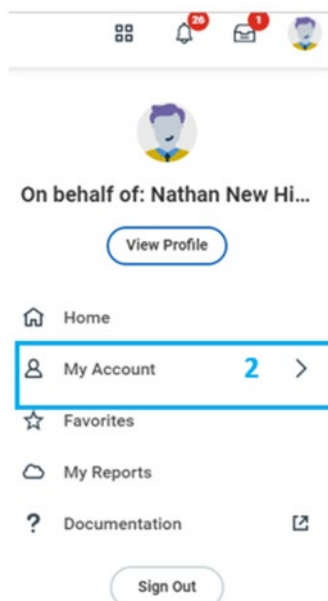 26
1
On behalf of: Nathan New Hi...
View Profile
Home
My Account 2
Favorites
My Reports
? Documentation
Sign Out